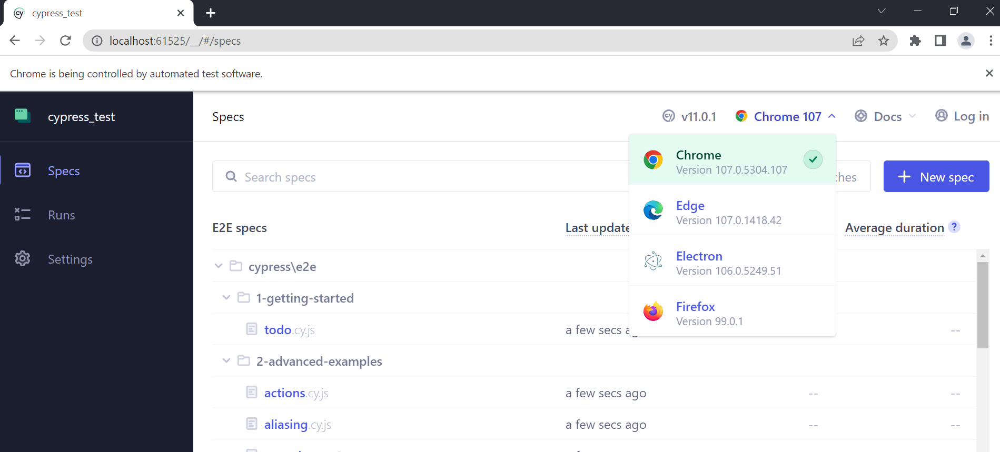 cypress_test
localhost:61525/__/#/specs
Chrome is being controlled by automated test software.
cypress_test
Specs
v11.0.1
Chrome 107
Docs
Log in
Chrome
Version 107.0.5304.107
Edge
Version 107.0.1418.42
Electron
Version 106.0.5249.51
Firefox
Version 99.0.1
Specs
Runs
Settings
Search specs
New spec
E2E specs
Last update
Average duration ?
cypress\e2e
1-getting-started
todo.cy.js
a few secs
--
2-advanced-examples
actions.cy.js
a few secs ago
--
--
aliasing.cy.js
a few secs ago
--
--